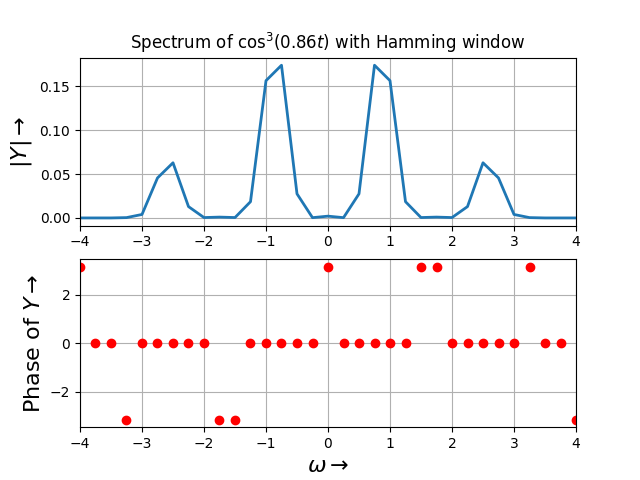 Spectrum of cos³(0.86t) with Hamming window
|Y|→
0.15
0.10
0.05
0.00
−4 −3 −2 −1 0 1 2 3 4
Phase of Y→
2
0
−2
−4 −3 −2 −1 0 1 2 3 4
ω→